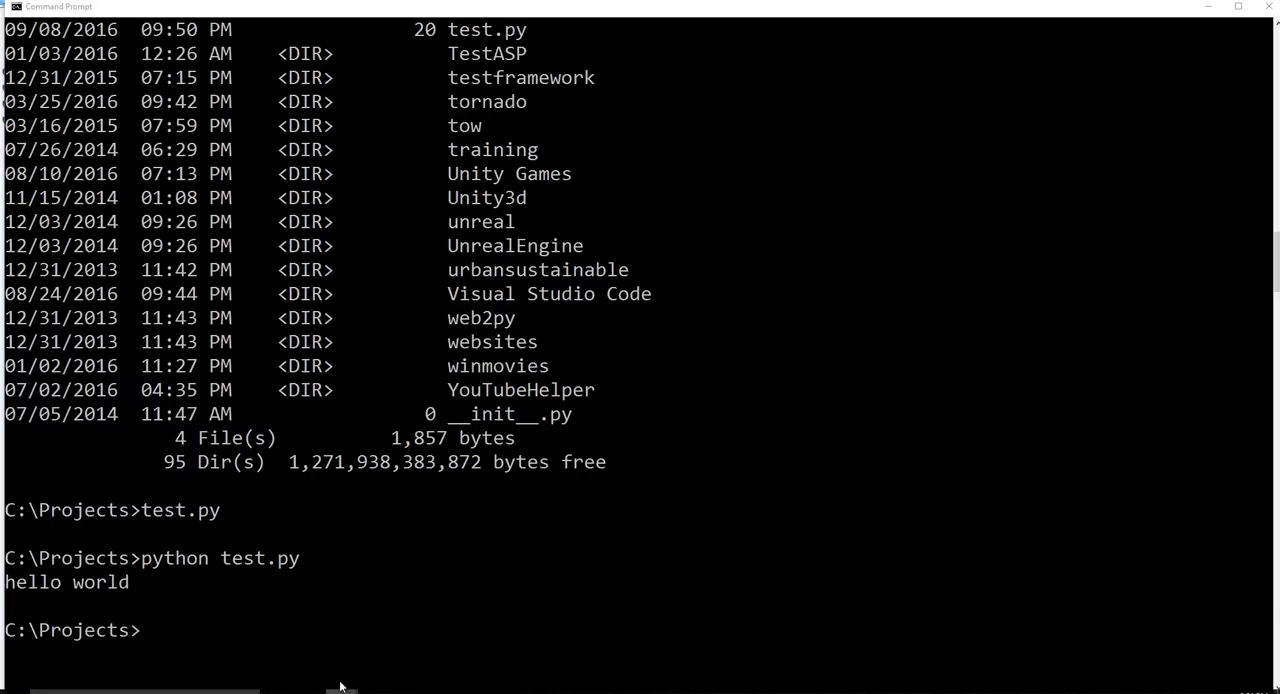 Command Prompt
09/08/2016  09:50 PM                20 test.py
01/03/2016  12:26 AM    <DIR>          TestASP
12/31/2015  07:15 PM    <DIR>          testframework
03/25/2016  09:42 PM    <DIR>          tornado
03/16/2015  07:59 PM    <DIR>          tow
07/26/2014  06:29 PM    <DIR>          training
08/10/2016  07:13 PM    <DIR>          Unity Games
11/15/2014  01:08 PM    <DIR>          Unity3d
12/03/2014  09:26 PM    <DIR>          unreal
12/03/2014  09:26 PM    <DIR>          UnrealEngine
12/31/2013  11:42 PM    <DIR>          urbansustainable
08/24/2016  09:44 PM    <DIR>          Visual Studio Code
12/31/2013  11:43 PM    <DIR>          web2py
12/31/2013  11:43 PM    <DIR>          websites
01/02/2016  11:27 PM    <DIR>          winmovies
07/02/2016  04:35 PM    <DIR>          YouTubeHelper
07/05/2014  11:47 AM                 0 __init__.py
               4 File(s)          1,857 bytes
              95 Dir(s)  1,271,938,383,872 bytes free
C:\Projects>test.py
C:\Projects>python test.py
hello world
C:\Projects>